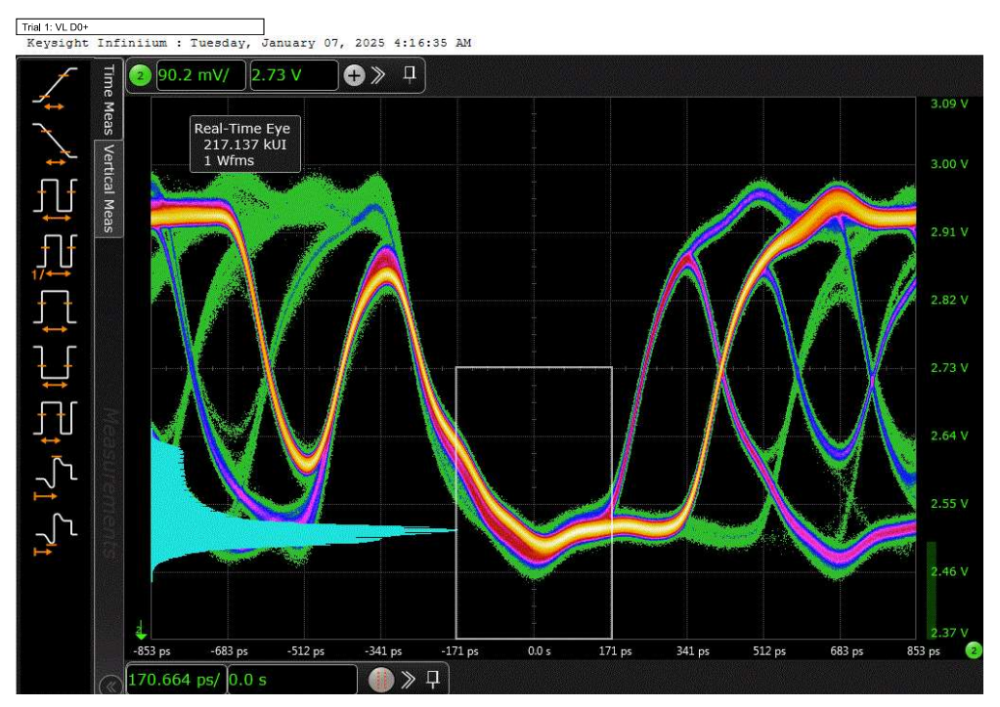 Trial 1: VL D0+
Keysight Infiniium : Tuesday, January 07, 2025 4:16:35 AM
Time Meas
Vertical Meas
Measurements
1/
2
90.2 mV/
2.73 V
Real-Time Eye
217.137 kUI
1 Wfms
3.09 V
3.00 V
2.91 V
2.82 V
2.73 V
2.64 V
2.55 V
2.46 V
2.37 V
-853 ps
-683 ps
-512 ps
-341 ps
-171 ps
0.0 s
171 ps
341 ps
512 ps
683 ps
853 ps
2
170.664 ps/
0.0 s